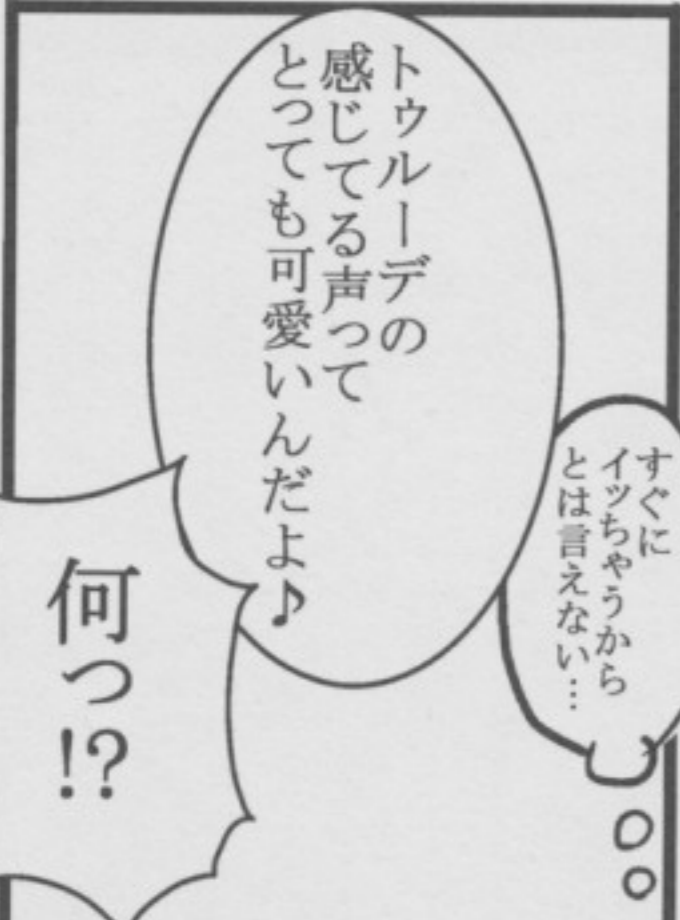 すぐに
イッちゃうから
とは言えない…
トゥルーデの
感じてる声って
とっても可愛いんだよ♪
何っ!?